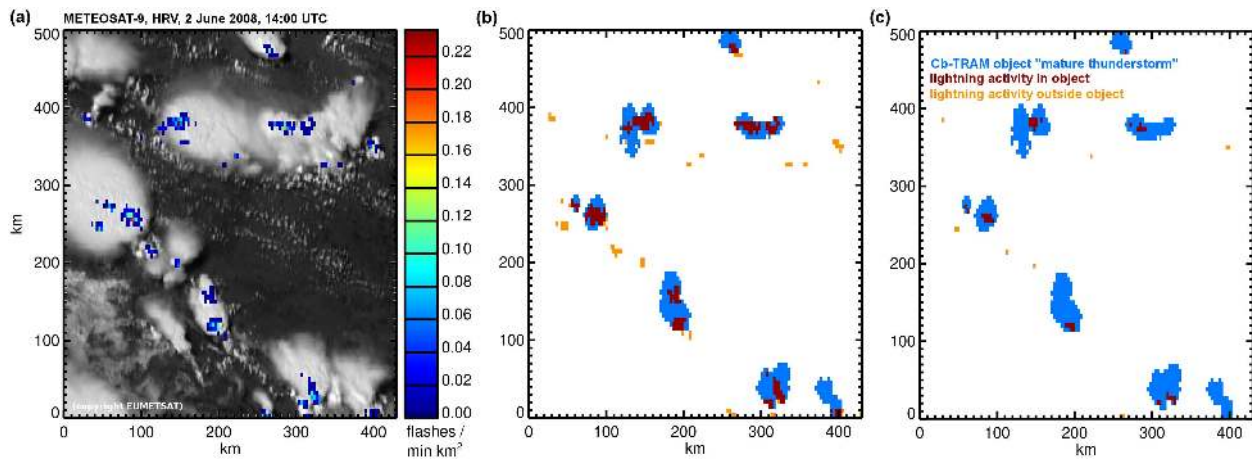 (a) METEOSAT-9, HRV, 2 June 2008, 14:00 UTC
500
400
300
200
100
0
km
0 100 200 300 400
km
(copyright EUMETSAT)
0.22
0.20
0.18
0.16
0.14
0.12
0.10
0.08
0.06
0.04
0.02
0.00
flashes /
min km²
(b)
500
400
300
200
100
0
0 100 200 300 400
km
(c)
500
400
300
200
100
0
0 100 200 300 400
km
Cb-TRAM object "mature thunderstorm"
lightning activity in object
lightning activity outside object